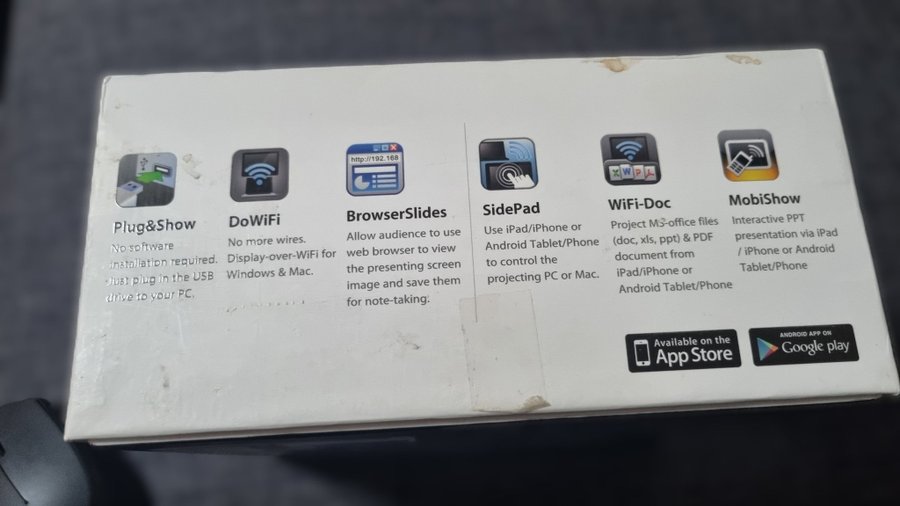 http://192.168
W P
Plug&Show
No software
installation required.
Just plug in the USB
drive to your PC.
DoWiFi
No more wires.
Display-over-WiFi for
Windows & Mac.
BrowserSlides
Allow audience to use
web browser to view
the presenting screen
image and save them
for note-taking.
SidePad
Use iPad/iPhone or
Android Tablet/Phone
to control the
projecting PC or Mac.
WiFi-Doc
Project MS-office files
(doc, xls, ppt) & PDF
document from
iPad/iPhone or
Android Tablet/Phone
MobiShow
Interactive PPT
presentation via iPad
/ iPhone or Android
Tablet/Phone
Available on the
App Store
ANDROID APP ON
Google play